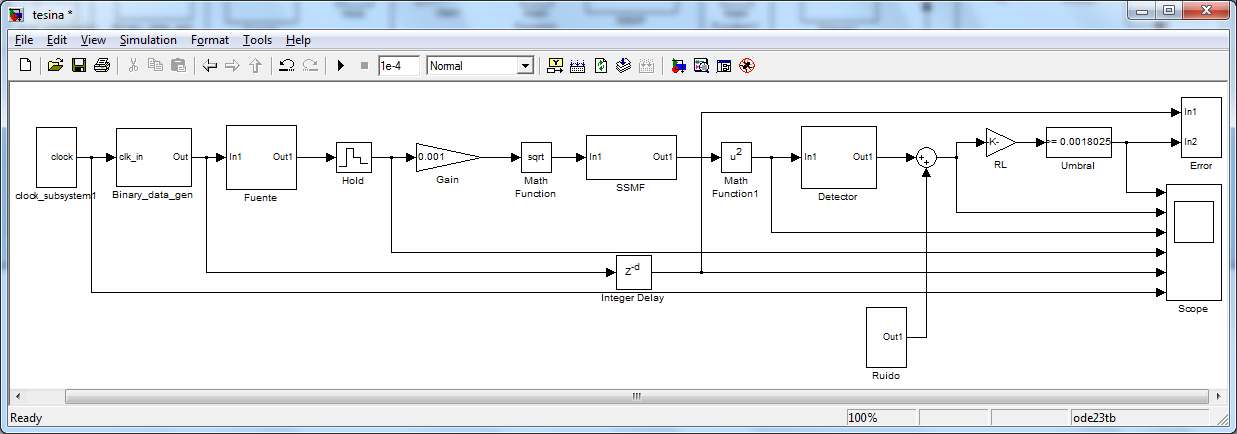 tesina *
File Edit View Simulation Format Tools Help
1e-4 Normal
clock
clock_subsystem1
clk_in Out
Binary_data_gen
In1 Out1
Fuente
Hold
0.001
Gain
sqrt
Math
Function
In1 Out1
SSMF
u2
Math
Function1
In1 Out1
Detector
K-
RL
>= 0.0018025
Umbral
In1
In2
Error
Scope
Z-d
Integer Delay
Out1
Ruido
Ready 100% ode23tb